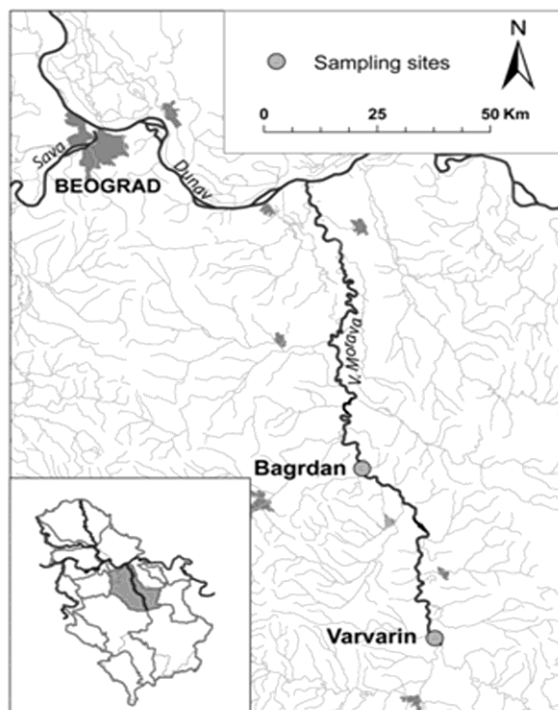 N
Sampling sites
0 25 50 Km
Sava
Dunav
BEOGRAD
V. Morava
Bagrdan
Varvarin